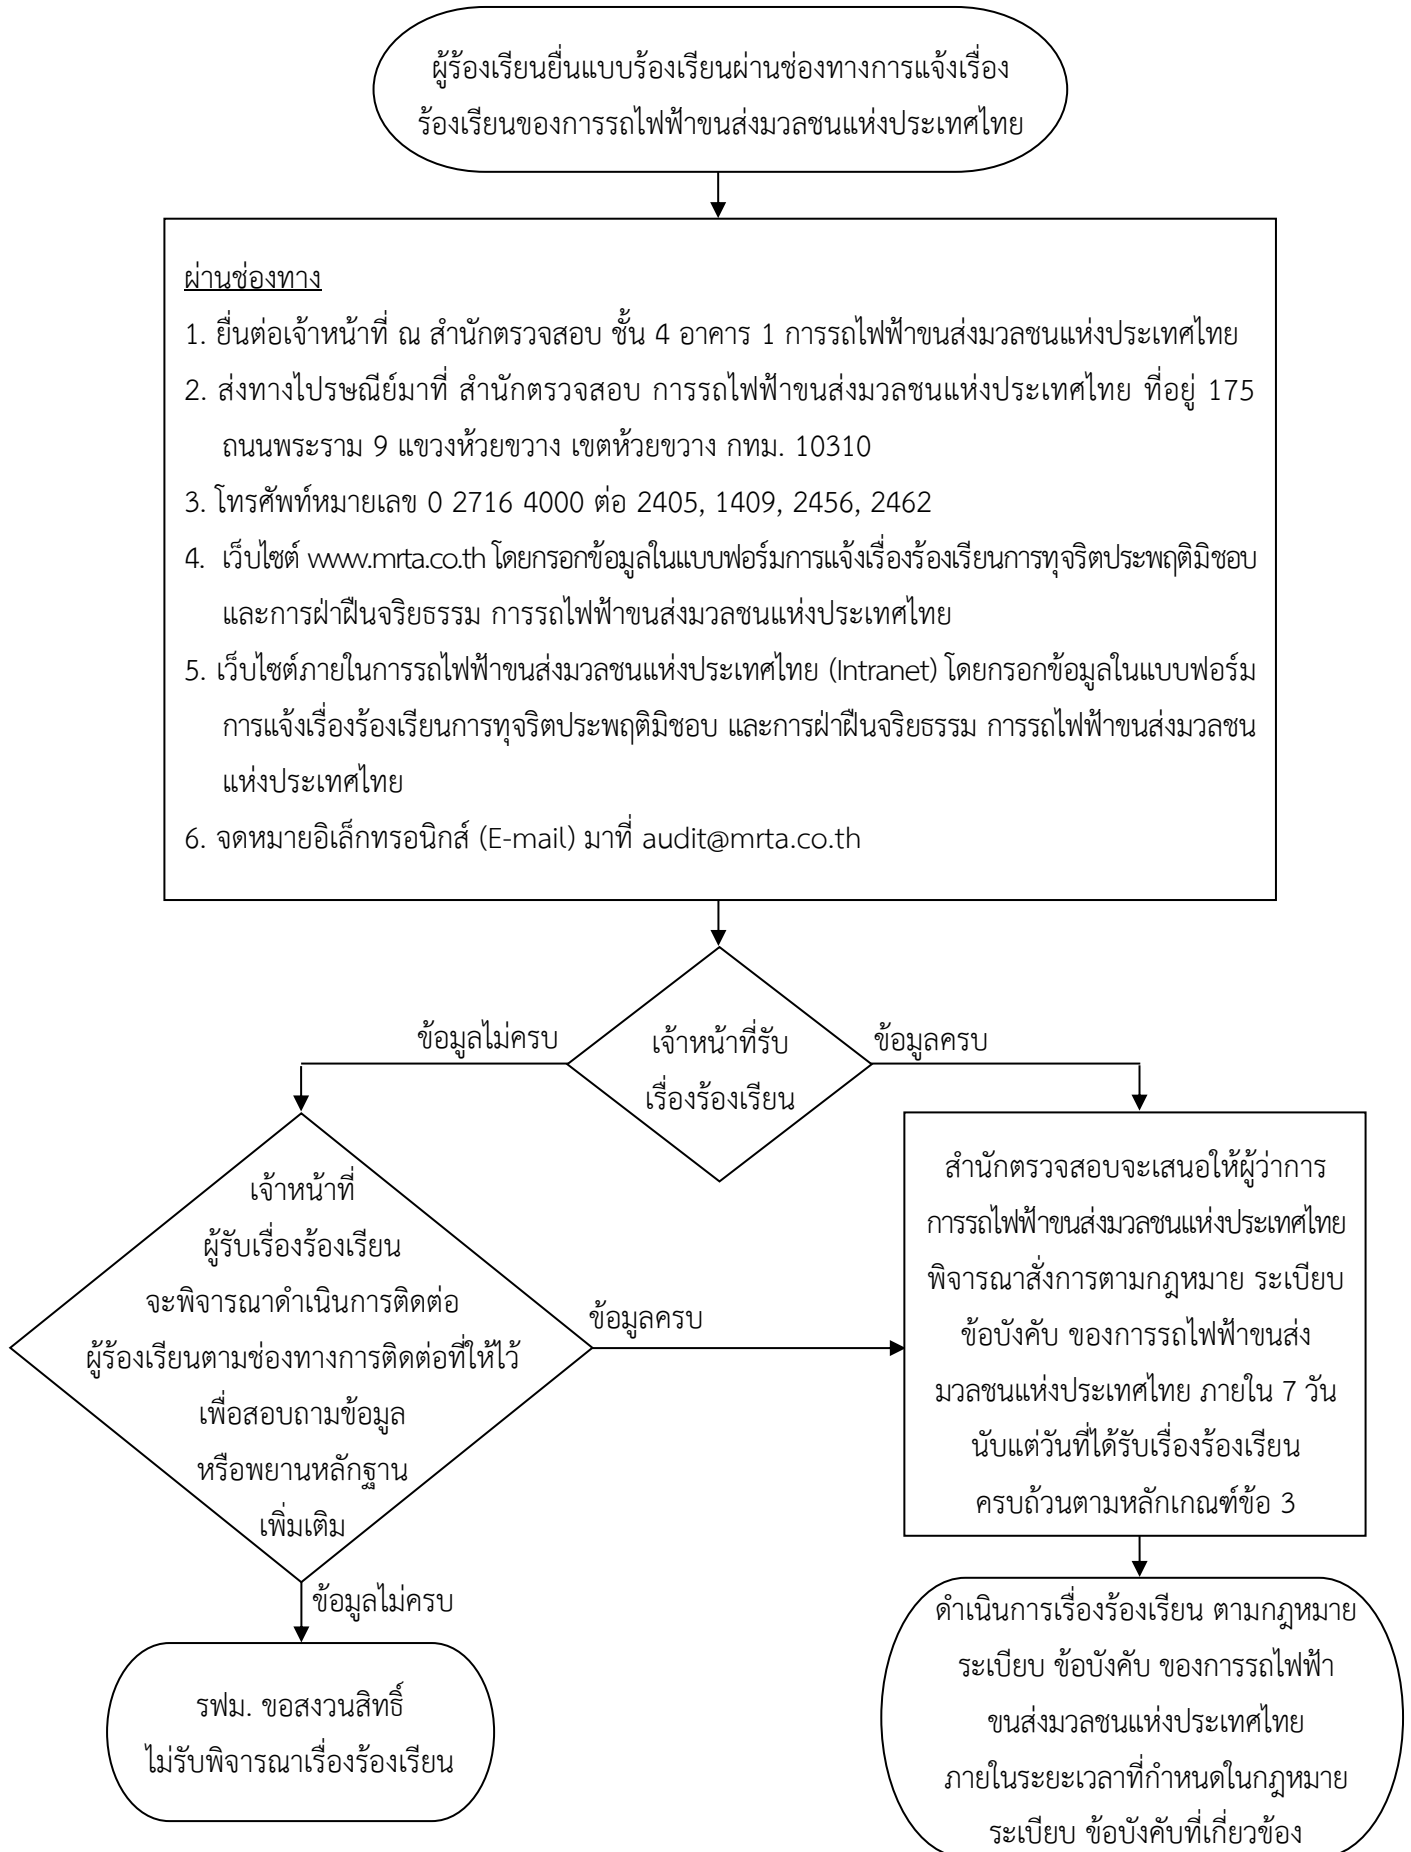 ผู้ร้องเรียนยื่นแบบร้องเรียนผ่านช่องทางการแจ้งเรื่อง
ร้องเรียนของการรถไฟฟ้าขนส่งมวลชนแห่งประเทศไทย
ผ่านช่องทาง
1. ยื่นต่อเจ้าหน้าที่ ณ สำนักตรวจสอบ ชั้น 4 อาคาร 1 การรถไฟฟ้าขนส่งมวลชนแห่งประเทศไทย
2. ส่งทางไปรษณีย์มาที่ สำนักตรวจสอบ การรถไฟฟ้าขนส่งมวลชนแห่งประเทศไทย ที่อยู่ 175
ถนนพระราม 9 แขวงห้วยขวาง เขตห้วยขวาง กทม. 10310
3. โทรศัพท์หมายเลข 0 2716 4000 ต่อ 2405, 1409, 2456, 2462
4. เว็บไซต์ www.mrta.co.th โดยกรอกข้อมูลในแบบฟอร์มการแจ้งเรื่องร้องเรียนการทุจริตประพฤติมิชอบ
และการฝ่าฝืนจริยธรรม การรถไฟฟ้าขนส่งมวลชนแห่งประเทศไทย
5. เว็บไซต์ภายในการรถไฟฟ้าขนส่งมวลชนแห่งประเทศไทย (Intranet) โดยกรอกข้อมูลในแบบฟอร์ม
การแจ้งเรื่องร้องเรียนการทุจริตประพฤติมิชอบ และการฝ่าฝืนจริยธรรม การรถไฟฟ้าขนส่งมวลชน
แห่งประเทศไทย
6. จดหมายอิเล็กทรอนิกส์ (E-mail) มาที่ audit@mrta.co.th
ข้อมูลไม่ครบ
เจ้าหน้าที่รับ
เรื่องร้องเรียน
ข้อมูลครบ
เจ้าหน้าที่
ผู้รับเรื่องร้องเรียน
จะพิจารณาดำเนินการติดต่อ
ผู้ร้องเรียนตามช่องทางการติดต่อที่ให้ไว้
เพื่อสอบถามข้อมูล
หรือพยานหลักฐาน
เพิ่มเติม
ข้อมูลครบ
สำนักตรวจสอบจะเสนอให้ผู้ว่าการ
การรถไฟฟ้าขนส่งมวลชนแห่งประเทศไทย
พิจารณาสั่งการตามกฎหมาย ระเบียบ
ข้อบังคับ ของการรถไฟฟ้าขนส่ง
มวลชนแห่งประเทศไทย ภายใน 7 วัน
นับแต่วันที่ได้รับเรื่องร้องเรียน
ครบถ้วนตามหลักเกณฑ์ข้อ 3
ข้อมูลไม่ครบ
รฟม. ขอสงวนสิทธิ์
ไม่รับพิจารณาเรื่องร้องเรียน
ดำเนินการเรื่องร้องเรียน ตามกฎหมาย
ระเบียบ ข้อบังคับ ของการรถไฟฟ้า
ขนส่งมวลชนแห่งประเทศไทย
ภายในระยะเวลาที่กำหนดในกฎหมาย
ระเบียบ ข้อบังคับที่เกี่ยวข้อง